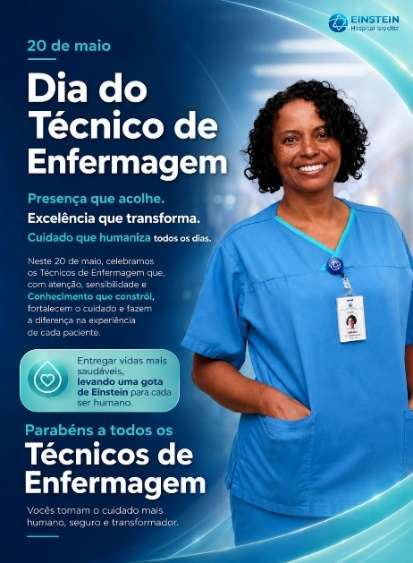 EINSTEIN
Hospital Israelita
20 de maio
Dia do
Técnico de
Enfermagem
Presença que acolhe.
Excelência que transforma.
Cuidado que humaniza todos os dias.
Neste 20 de maio, celebramos
os Técnicos de Enfermagem que,
com atenção, sensibilidade e
Conhecimento que constrói,
fortalecem o cuidado e fazem
a diferença na experiência
de cada paciente.
Entregar vidas mais
saudáveis,
levando uma gota
de Einstein para cada
ser humano.
Parabéns a todos os
Técnicos de
Enfermagem
Vocês tornam o cuidado mais
humano, seguro e transformador.